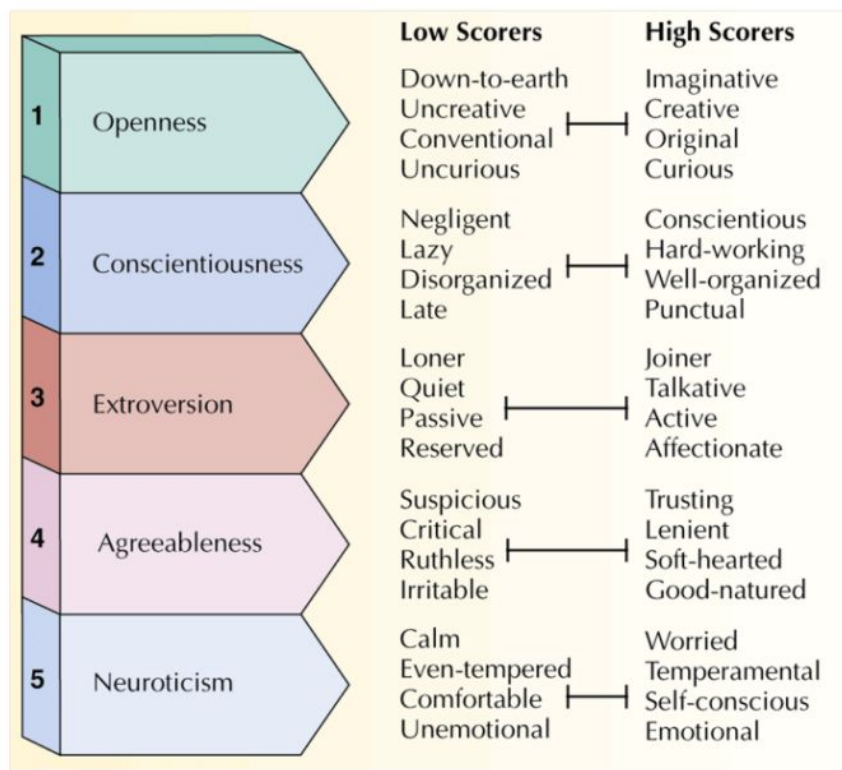 Low Scorers High Scorers
1 Openness
Down-to-earth Imaginative
Uncreative Creative
Conventional Original
Uncurious Curious
2 Conscientiousness
Negligent Conscientious
Lazy Hard-working
Disorganized Well-organized
Late Punctual
3 Extroversion
Loner Joiner
Quiet Talkative
Passive Active
Reserved Affectionate
4 Agreeableness
Suspicious Trusting
Critical Lenient
Ruthless Soft-hearted
Irritable Good-natured
5 Neuroticism
Calm Worried
Even-tempered Temperamental
Comfortable Self-conscious
Unemotional Emotional